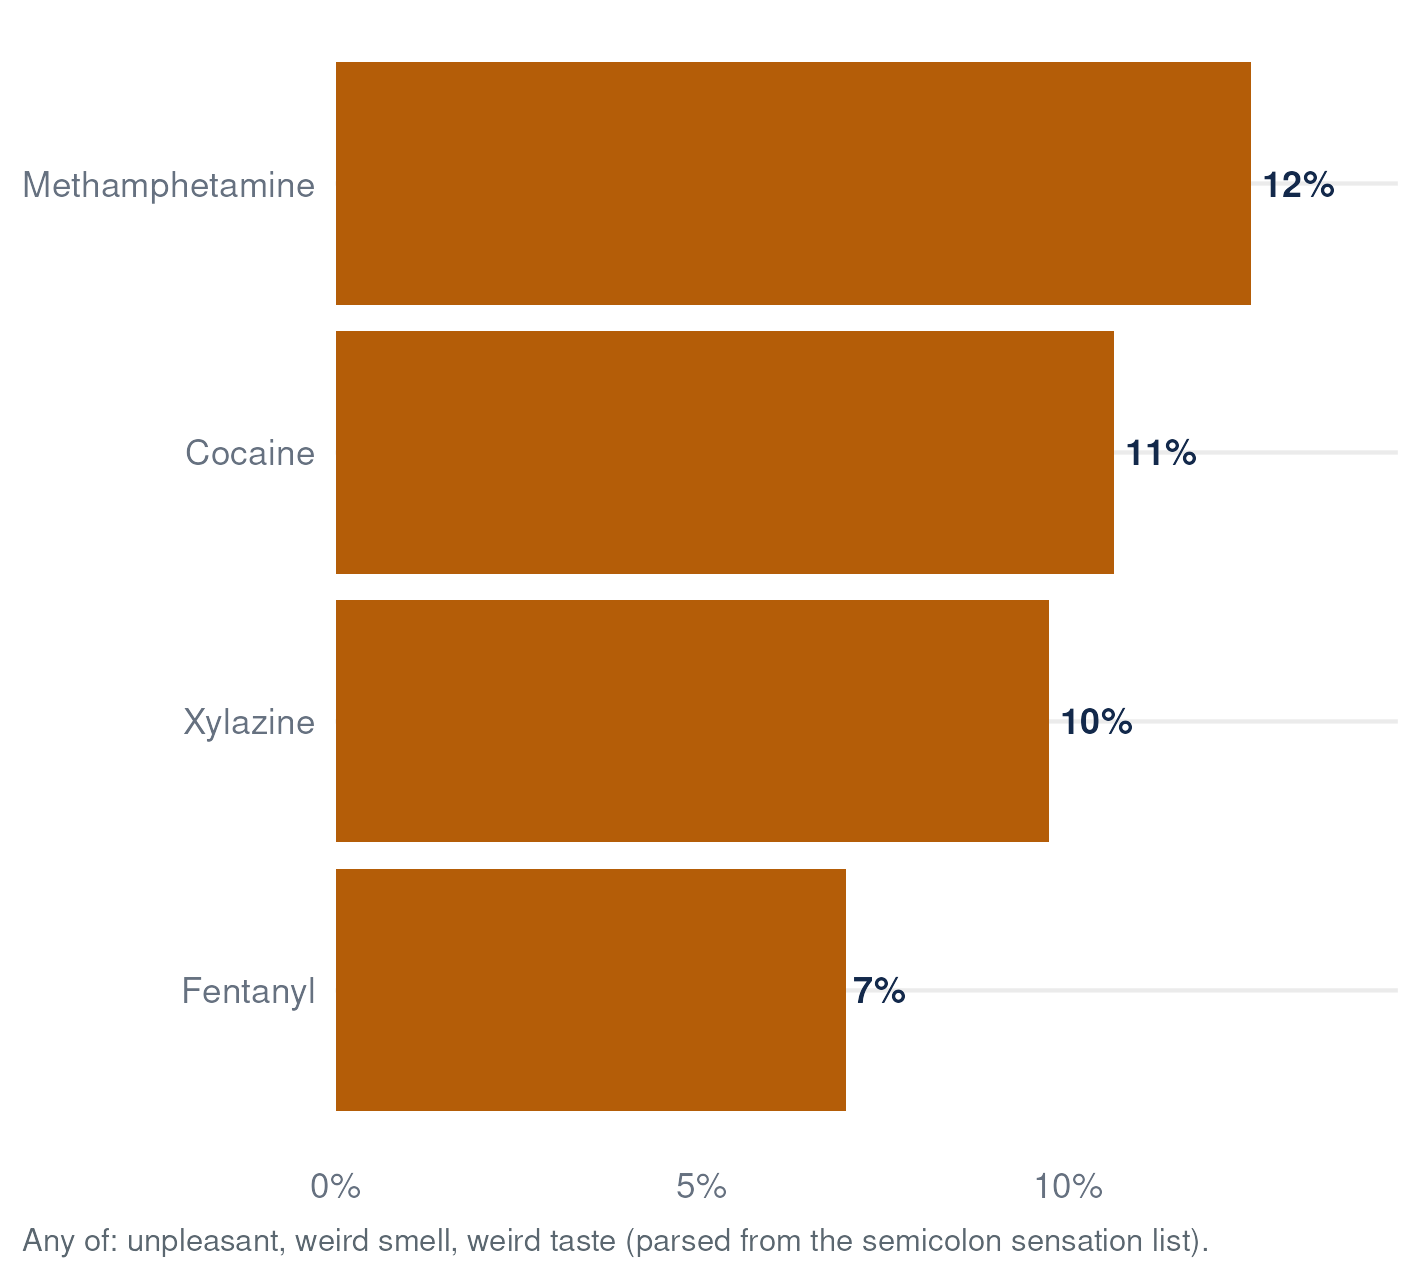 Methamphetamine 12%
Cocaine 11%
Xylazine 10%
Fentanyl 7%
0% 5% 10%
Any of: unpleasant, weird smell, weird taste (parsed from the semicolon sensation list).